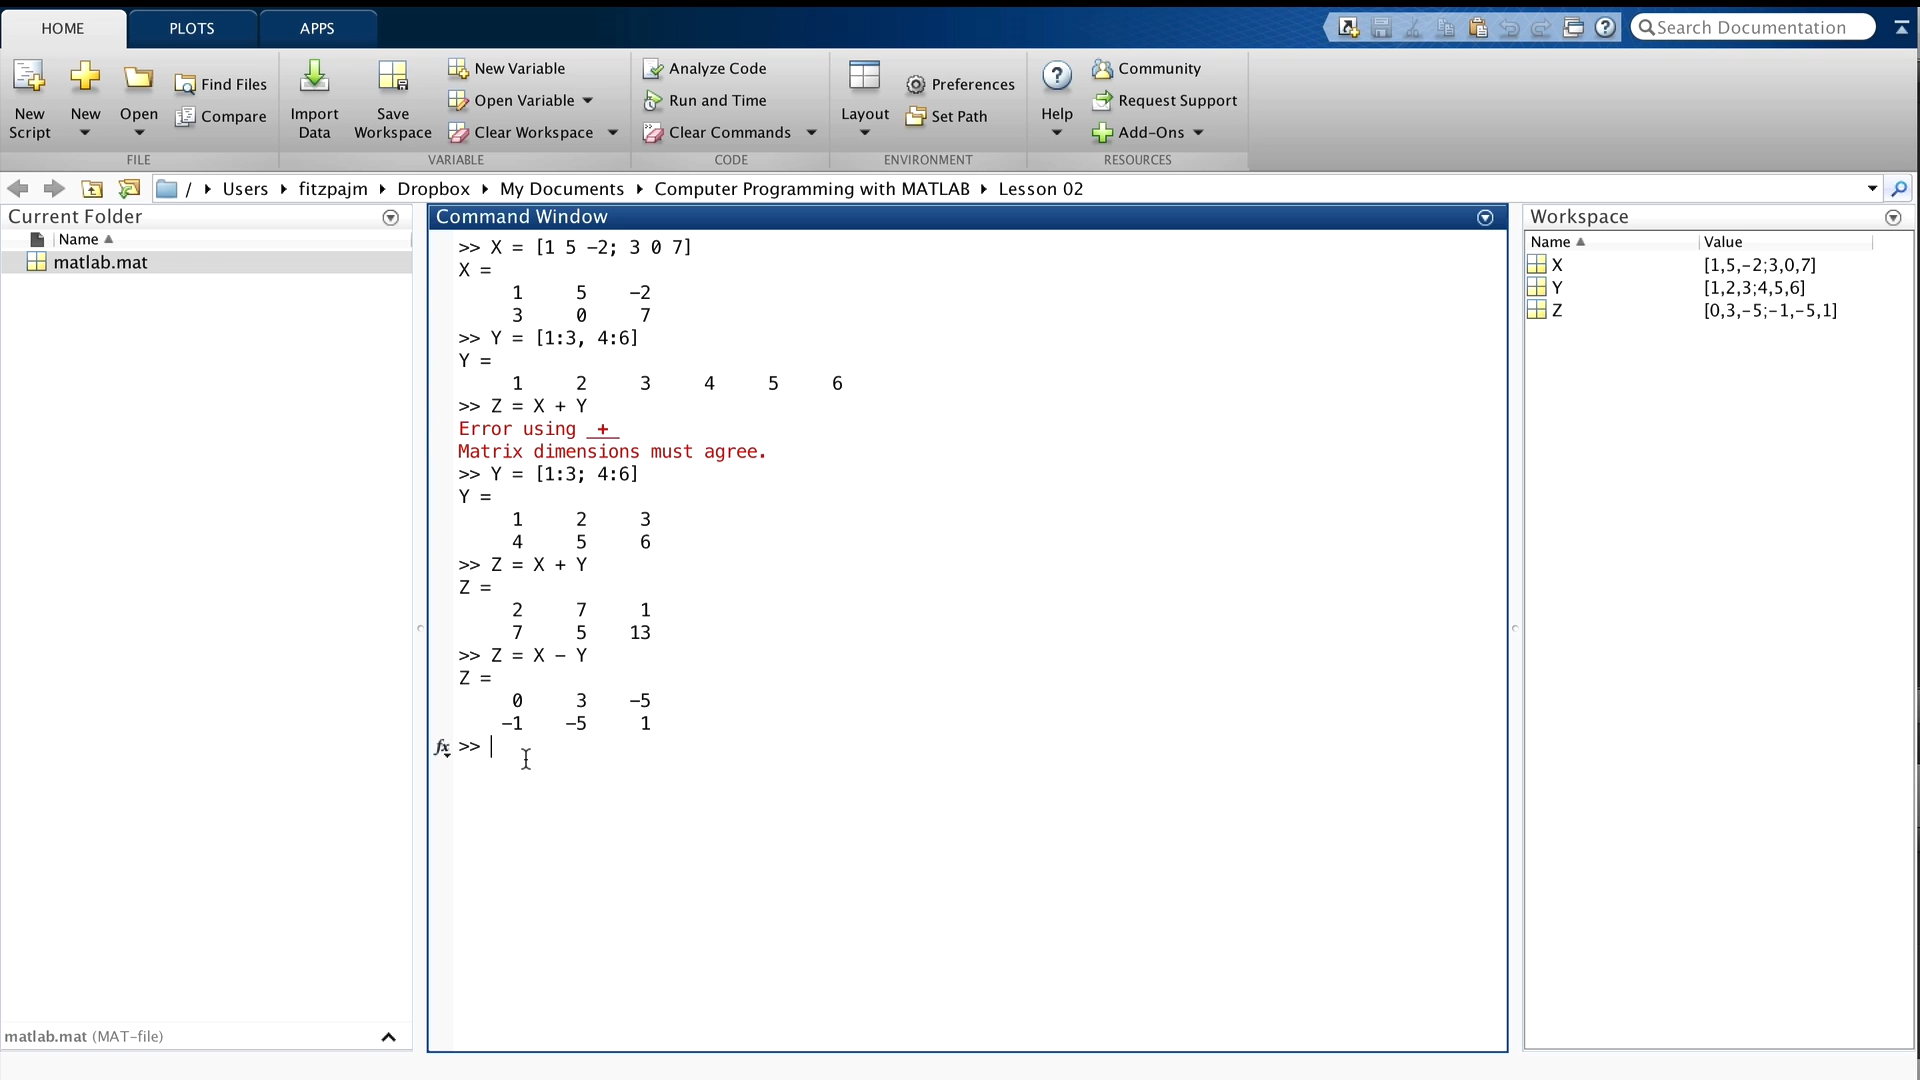 HOME PLOTS APPS Search Documentation
New Script New Open Find Files Compare Import Data Save Workspace New Variable Open Variable Clear Workspace Analyze Code Run and Time Clear Commands Layout Preferences Set Path Help Community Request Support Add-Ons
FILE VARIABLE CODE ENVIRONMENT RESOURCES
/ Users fitzpajm Dropbox My Documents Computer Programming with MATLAB Lesson 02
Current Folder
Name
matlab.mat
matlab.mat (MAT-file)
Command Window
>> X = [1 5 −2; 3 0 7]
X =
1 5 −2
3 0 7
>> Y = [1:3, 4:6]
Y =
1 2 3 4 5 6
>> Z = X + Y
Error using +
Matrix dimensions must agree.
>> Y = [1:3; 4:6]
Y =
1 2 3
4 5 6
>> Z = X + Y
Z =
2 7 1
7 5 13
>> Z = X − Y
Z =
0 3 −5
−1 −5 1
fx >>
Workspace
Name Value
X [1,5,−2;3,0,7]
Y [1,2,3;4,5,6]
Z [0,3,−5;−1,−5,1]